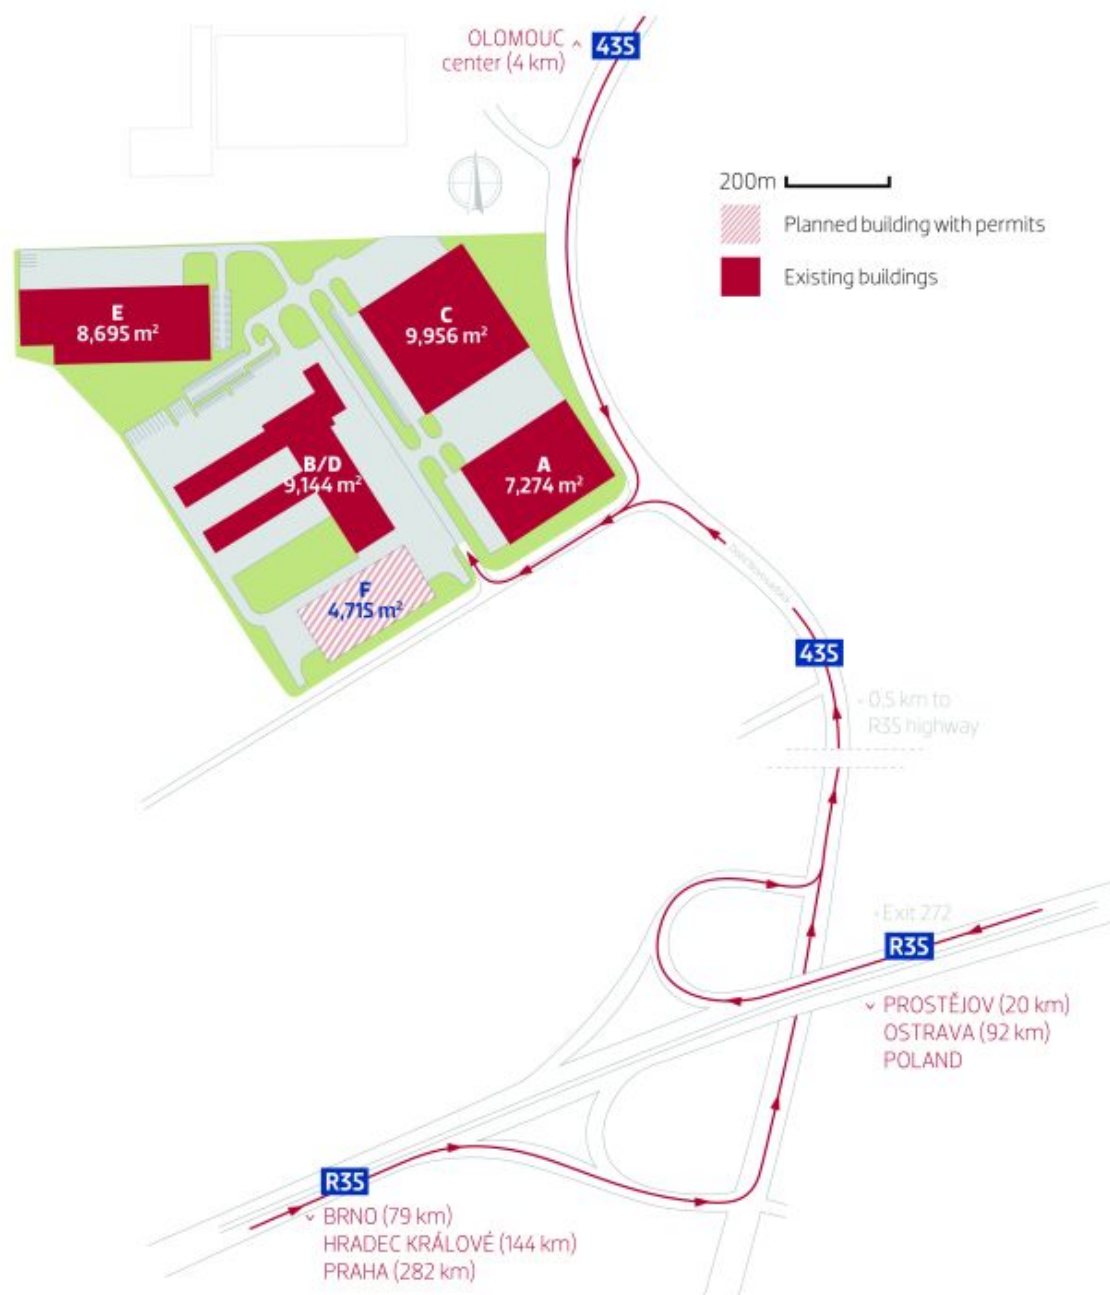 OLOMOUC
center (4 km)
435
200m
Planned building with permits
Existing buildings
E
8,695 m²
C
9,956 m²
B/D
9,144 m²
A
7,274 m²
F
4,715 m²
435
0,5 km to
R35 highway
Exit 272
R35
PROSTĚJOV (20 km)
OSTRAVA (92 km)
POLAND
R35
BRNO (79 km)
HRADEC KRÁLOVÉ (144 km)
PRAHA (282 km)